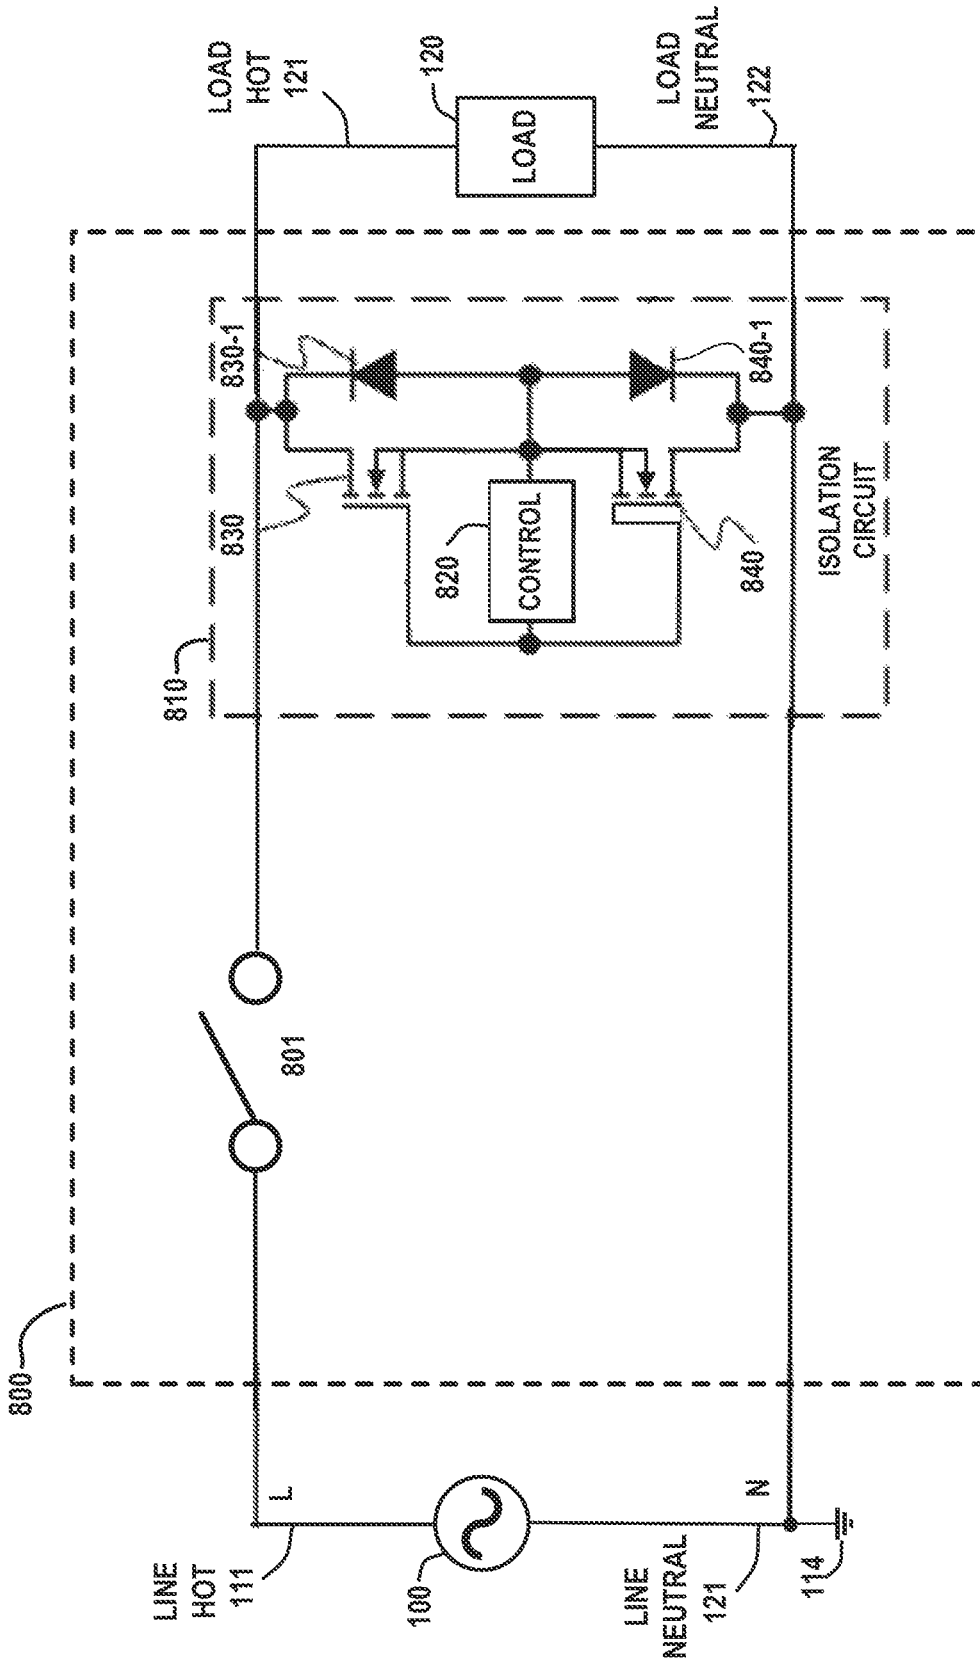 800
LINE
HOT
111
L
100
LINE
NEUTRAL
121
N
114
801
810
830
830-1
820
CONTROL
840
840-1
ISOLATION
CIRCUIT
LOAD
HOT
121
120
LOAD
LOAD
NEUTRAL
122